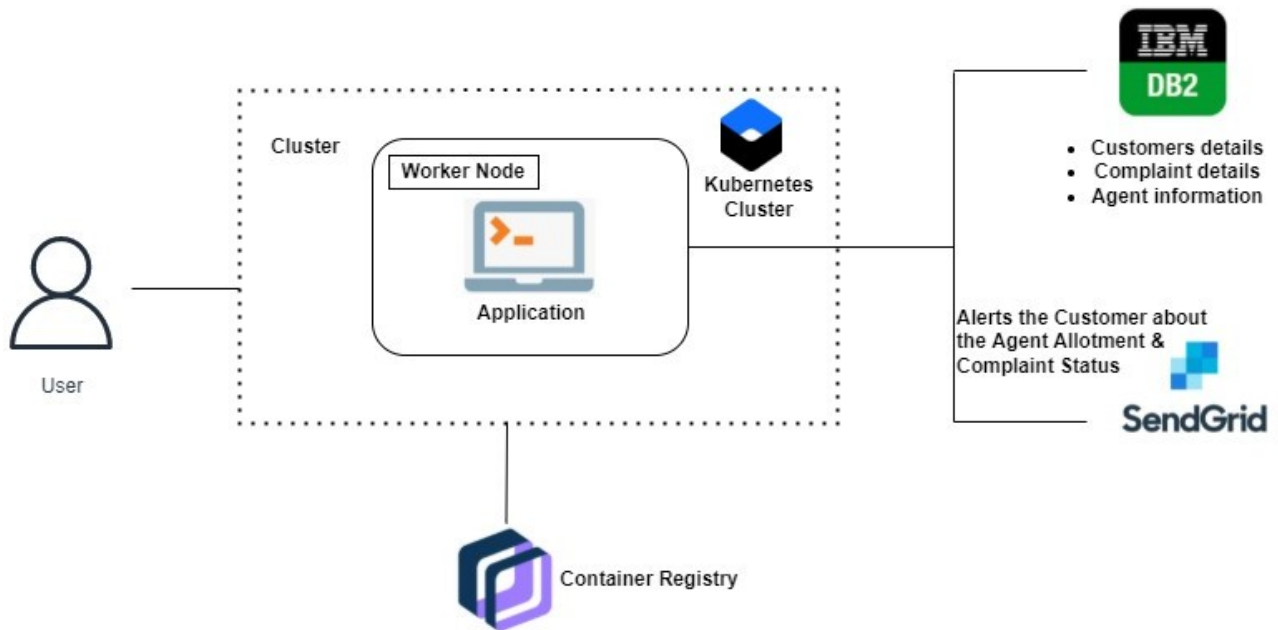 IBM
DB2
• Customers details
• Complaint details
• Agent information
Cluster
Worker Node
Kubernetes
Cluster
Application
User
Alerts the Customer about
the Agent Allotment &
Complaint Status
SendGrid
Container Registry